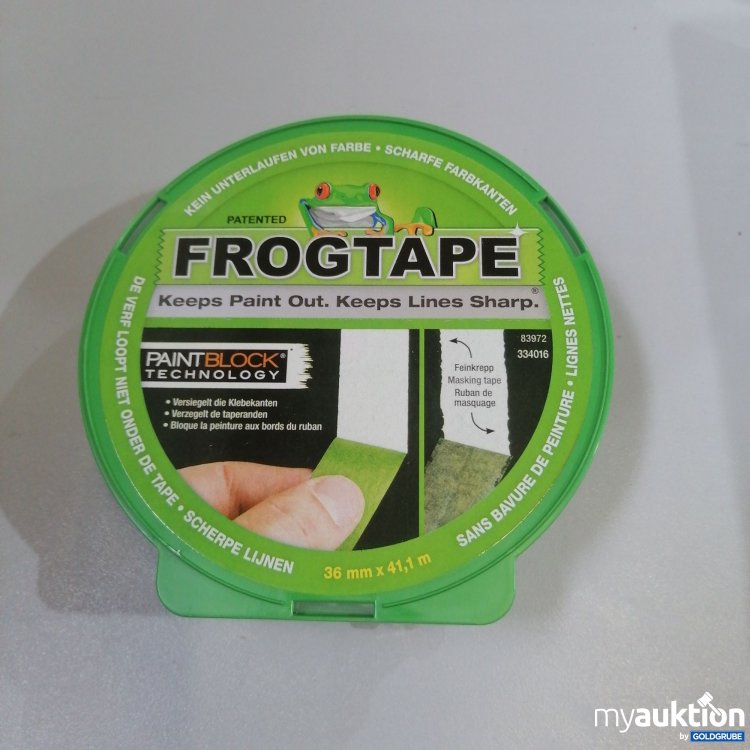 KEIN UNTERLAUFEN VON FARBE • SCHARFE FARBKANTEN
PATENTED
FROGTAPE
Keeps Paint Out. Keeps Lines Sharp.®
83972
334016
PAINTBLOCK®
TECHNOLOGY
• Versiegelt die Klebekanten
• Verzegelt de taperanden
• Bloque la peinture aux bords du ruban
Feinkrepp
Masking tape
Ruban de
masquage
DE VERF LOOPT NIET ONDER DE TAPE • SCHERPE LIJNEN
SANS BAVURE DE PEINTURE • LIGNES NETTES
36 mm x 41,1 m
myauktion
by GOLDGRUBE